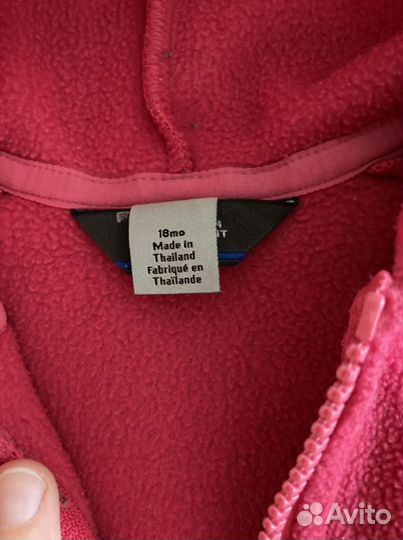 18mo
Made in
Thailand
Fabriqué en
Thaïlande
Avito